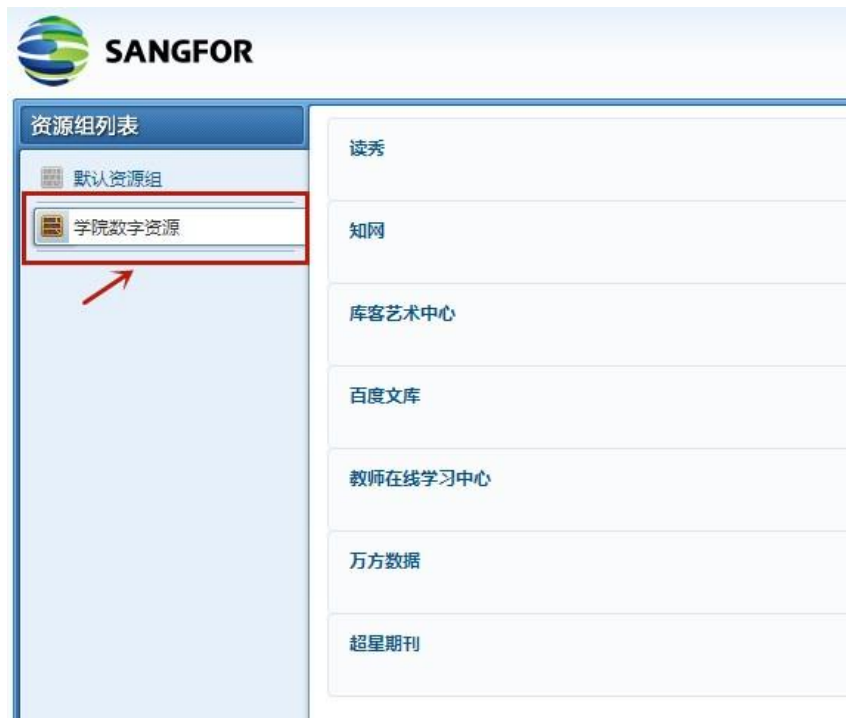 SANGFOR
资源组列表
默认资源组
学院数字资源
读秀
知网
库客艺术中心
百度文库
教师在线学习中心
万方数据
超星期刊